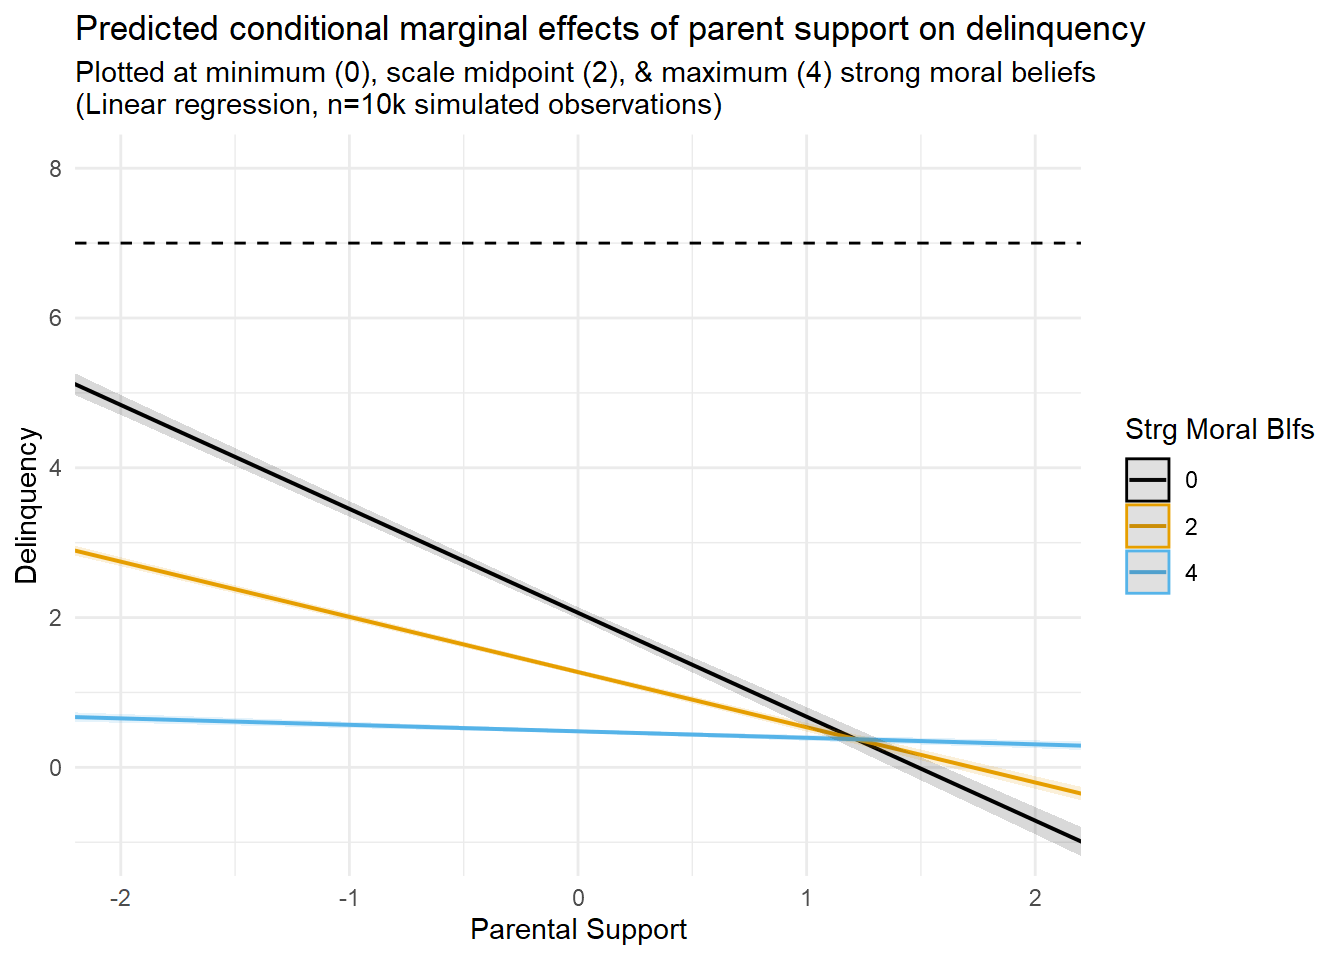 Predicted conditional marginal effects of parent support on delinquency
Plotted at minimum (0), scale midpoint (2), & maximum (4) strong moral beliefs
(Linear regression, n=10k simulated observations)
8
6
4
2
0
Delinquency
-2
-1
0
1
2
Parental Support
Strg Moral Blfs
0
2
4